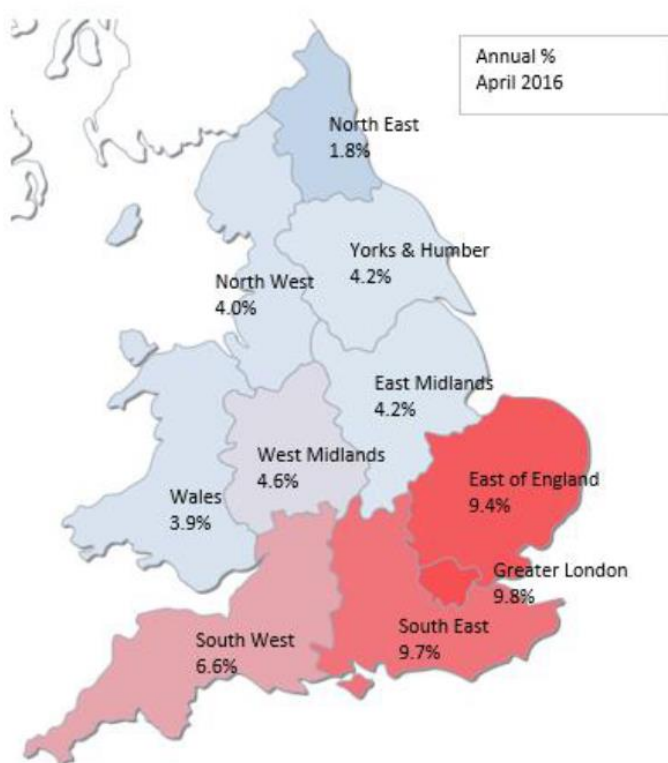 Annual %
April 2016
North East
1.8%
Yorks & Humber
4.2%
North West
4.0%
East Midlands
4.2%
West Midlands
4.6%
East of England
9.4%
Wales
3.9%
Greater London
9.8%
South East
9.7%
South West
6.6%